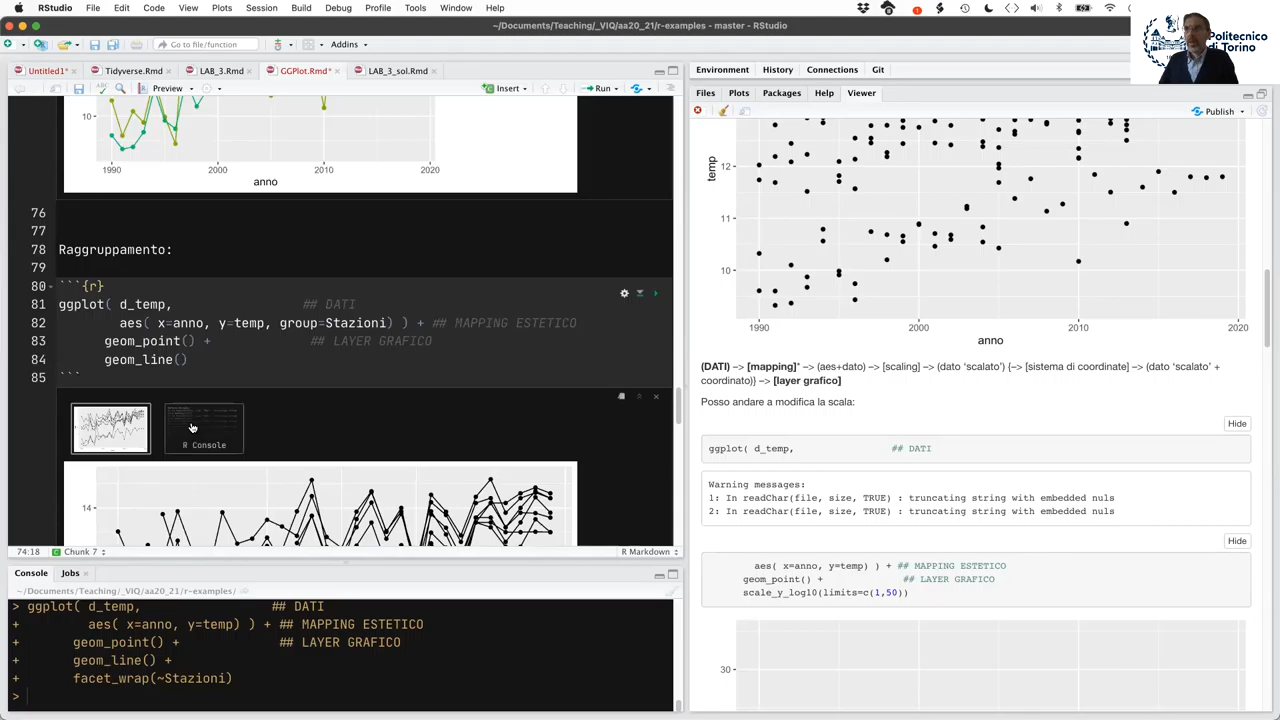 RStudio File Edit Code View Plots Session Build Debug Profile Tools Window Help
~/Documents/Teaching/_VIQ/aa20_21/r-examples - master - RStudio
Go to file/function Addins
Politecnico
di Torino
Untitled1* Tidyverse.Rmd LAB_3.Rmd GGPlot.Rmd* LAB_3_sol.Rmd
Preview Insert Run
10
1990 2000 2010 2020
anno
76
77
78 Raggruppamento:
79
80 ```{r}
81 ggplot( d_temp, ## DATI
82 aes( x=anno, y=temp, group=Stazioni) ) + ## MAPPING ESTETICO
83 geom_point() + ## LAYER GRAFICO
84 geom_line()
85 ```
R Console
14
74:18 Chunk 7 R Markdown
Console Jobs
~/Documents/Teaching/_VIQ/aa20_21/r-examples/
> ggplot( d_temp, ## DATI
+ aes( x=anno, y=temp) ) + ## MAPPING ESTETICO
+ geom_point() + ## LAYER GRAFICO
+ geom_line() +
+ facet_wrap(~Stazioni)
>
Environment History Connections Git
Files Plots Packages Help Viewer
Publish
temp
12
11
10
1990 2000 2010 2020
anno
(DATI) –> [mapping]* –> (aes+dato) –> [scaling] –> (dato ‘scalato’) {–> [sistema di coordinate] –> (dato ‘scalato’ +
coordinato)} –> [layer grafico]
Posso andare a modifica la scala:
Hide
ggplot( d_temp, ## DATI
Warning messages:
1: In readChar(file, size, TRUE) : truncating string with embedded nuls
2: In readChar(file, size, TRUE) : truncating string with embedded nuls
Hide
aes( x=anno, y=temp) ) + ## MAPPING ESTETICO
geom_point() + ## LAYER GRAFICO
scale_y_log10(limits=c(1,50))
30